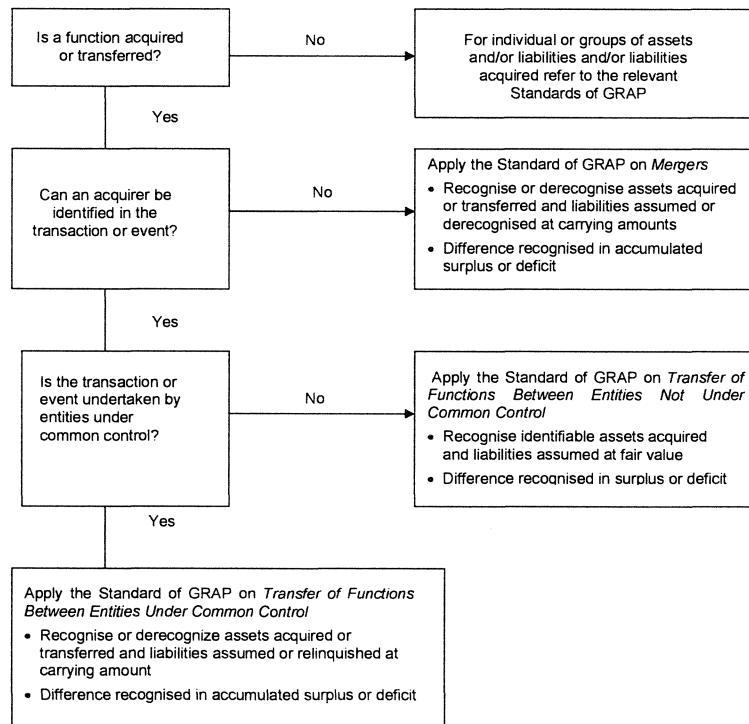 Is a function acquired
or transferred?
No
For individual or groups of assets
and/or liabilities and/or liabilities
acquired refer to the relevant
Standards of GRAP
Yes
Can an acquirer be
identified in the
transaction or event?
No
Apply the Standard of GRAP on Mergers
• Recognise or derecognise assets acquired
or transferred and liabilities assumed or
derecognised at carrying amounts
• Difference recognised in accumulated
surplus or deficit
Yes
Is the transaction or
event undertaken by
entities under
common control?
No
Apply the Standard of GRAP on Transfer of
Functions Between Entities Not Under
Common Control
• Recognise identifiable assets acquired
and liabilities assumed at fair value
• Difference recognised in surplus or deficit
Yes
Apply the Standard of GRAP on Transfer of Functions
Between Entities Under Common Control
• Recognise or derecognize assets acquired or
transferred and liabilities assumed or relinquished at
carrying amount
• Difference recognised in accumulated surplus or deficit